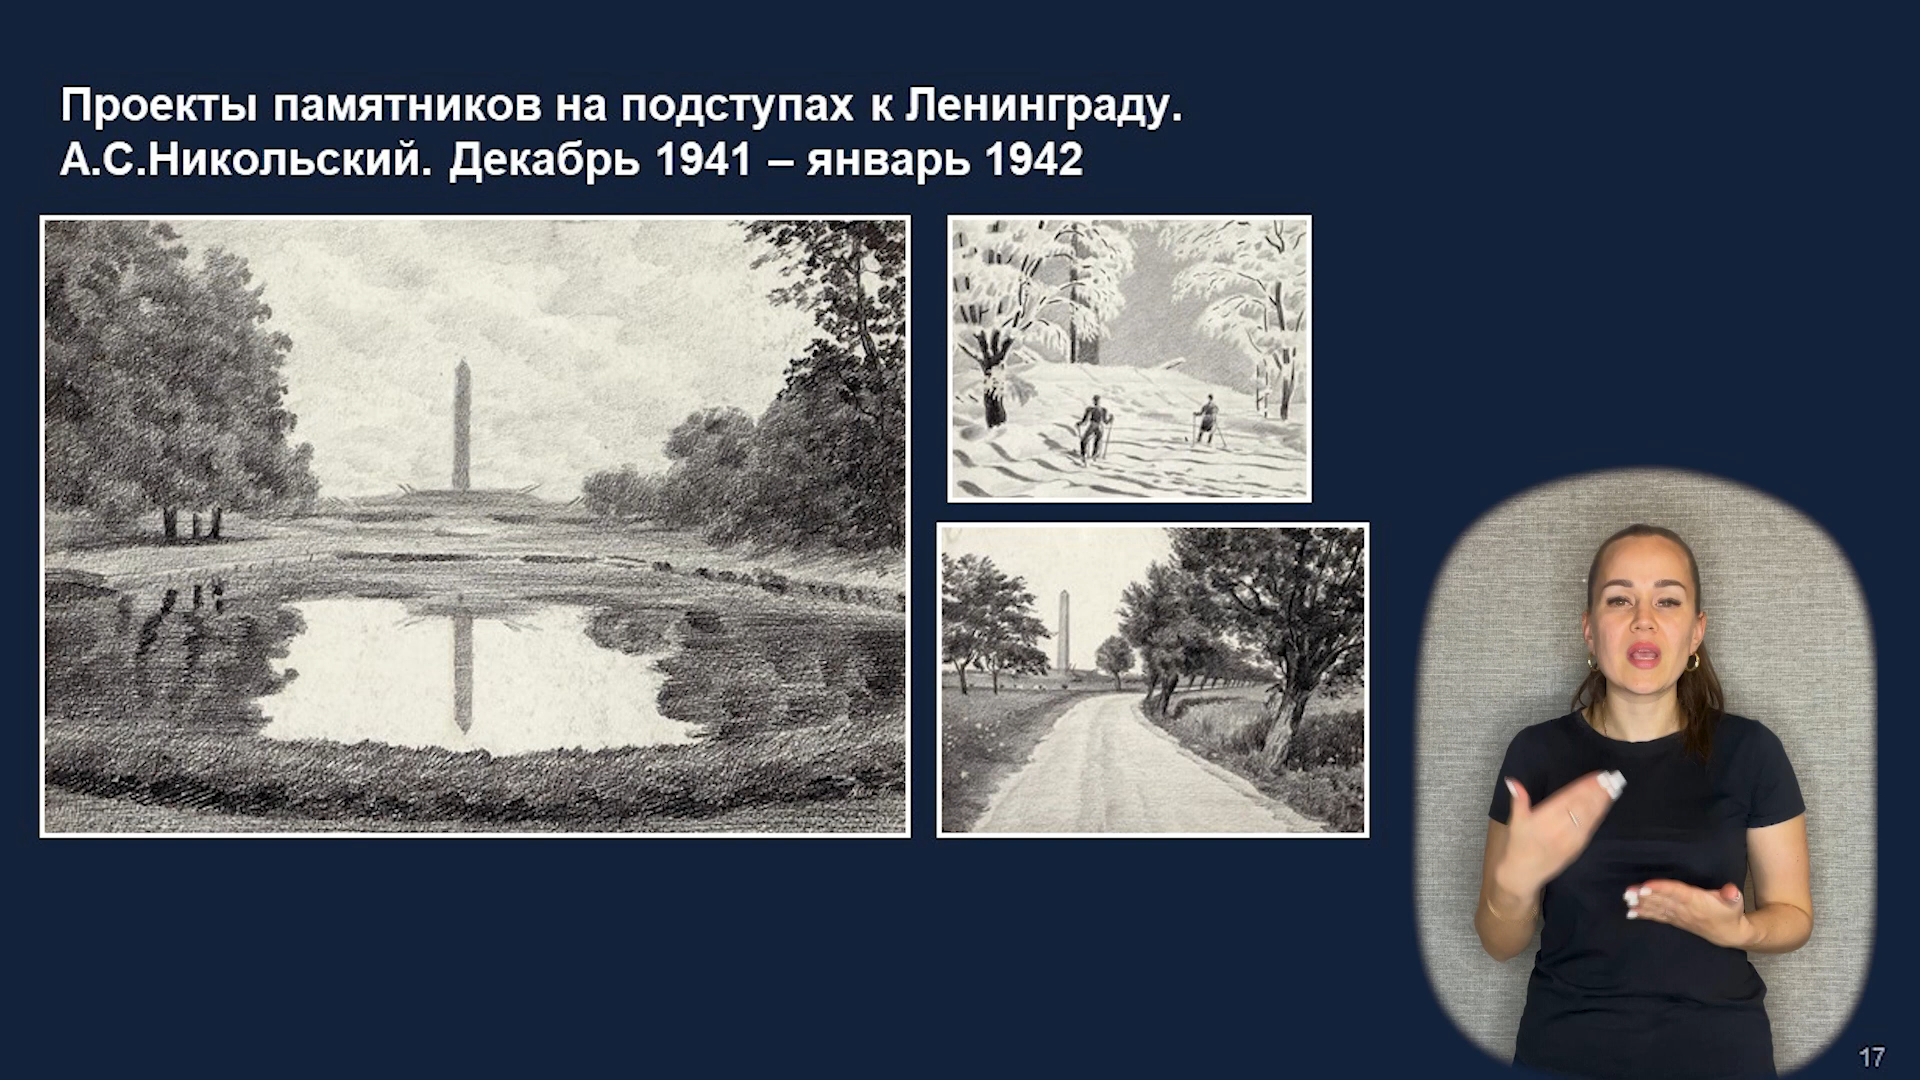 Проекты памятников на подступах к Ленинграду.
А.С.Никольский. Декабрь 1941 – январь 1942
17